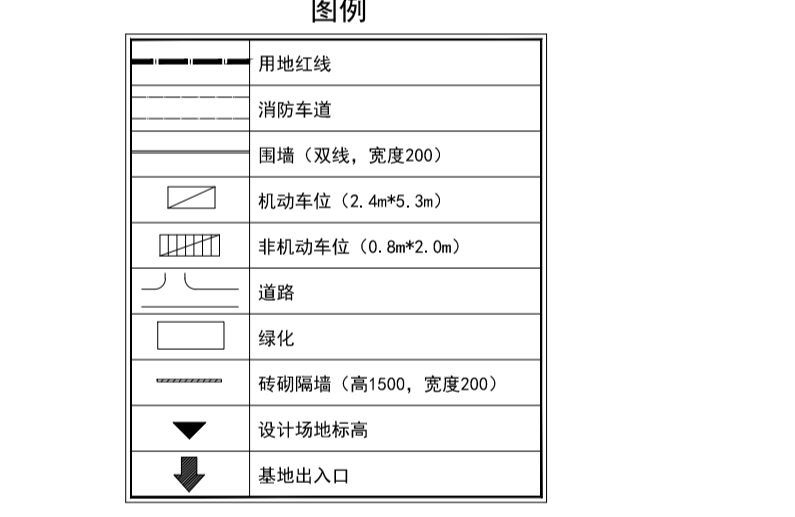 图例
用地红线
消防车道
围墙（双线，宽度200）
机动车位（2.4m*5.3m）
非机动车位（0.8m*2.0m）
道路
绿化
砖砌隔墙（高1500，宽度200）
设计场地标高
基地出入口